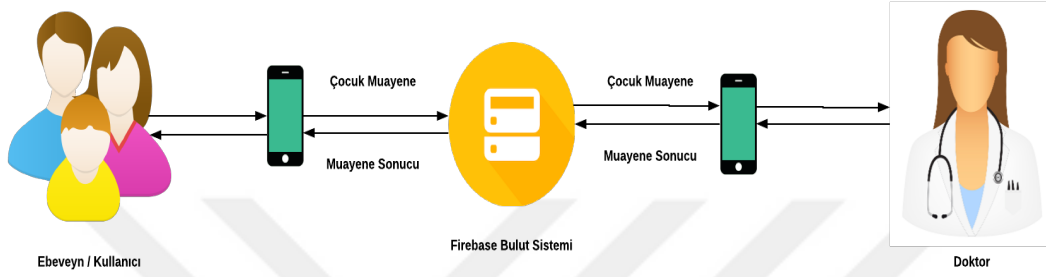 Çocuk Muayene
Muayene Sonucu
Çocuk Muayene
Muayene Sonucu
Ebeveyn / Kullanıcı
Firebase Bulut Sistemi
Doktor